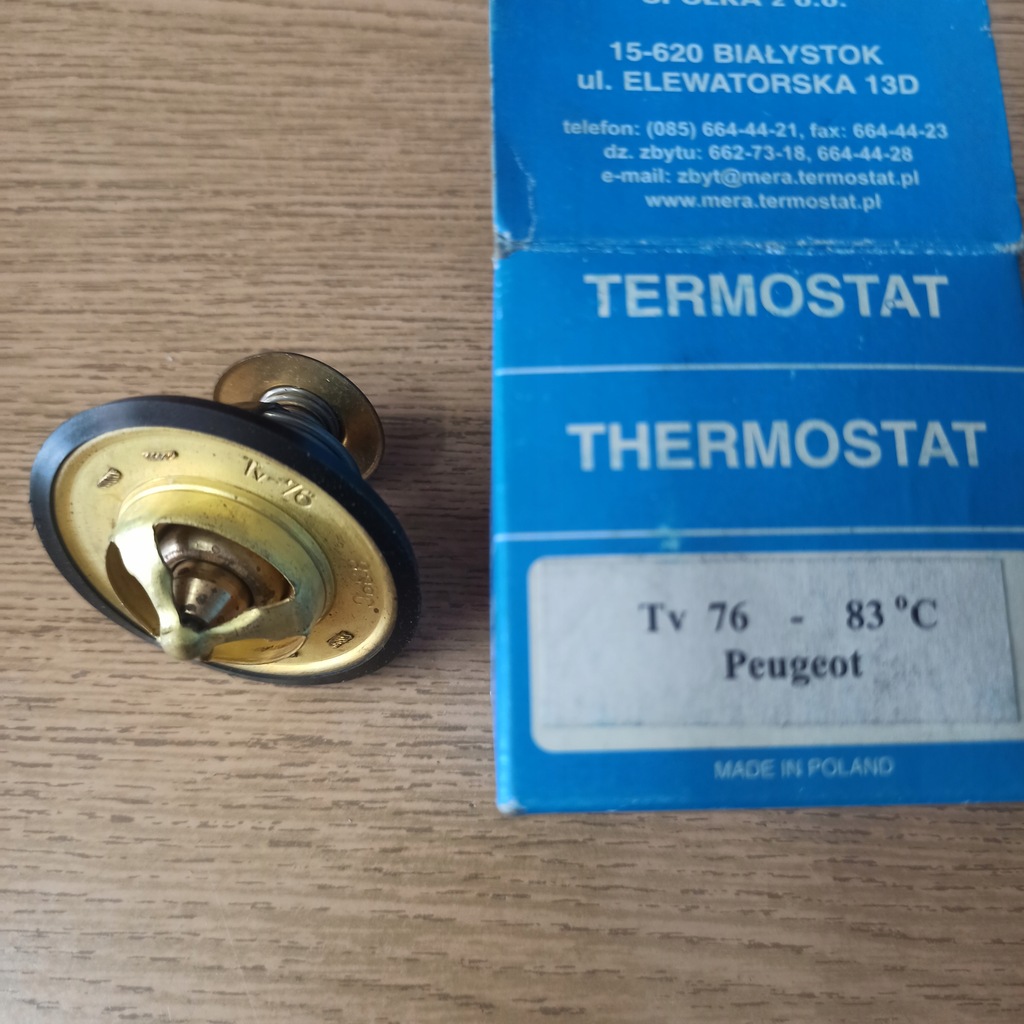 15-620 BIAŁYSTOK
ul. ELEWATORSKA 13D
telefon: (085) 664-44-21, fax: 664-44-23
dz. zbytu: 662-73-18, 664-44-28
e-mail: zbyt@mera.termostat.pl
www.mera.termostat.pl
TERMOSTAT
THERMOSTAT
Tv 76 - 83 °C
Peugeot
MADE IN POLAND
Tv-76